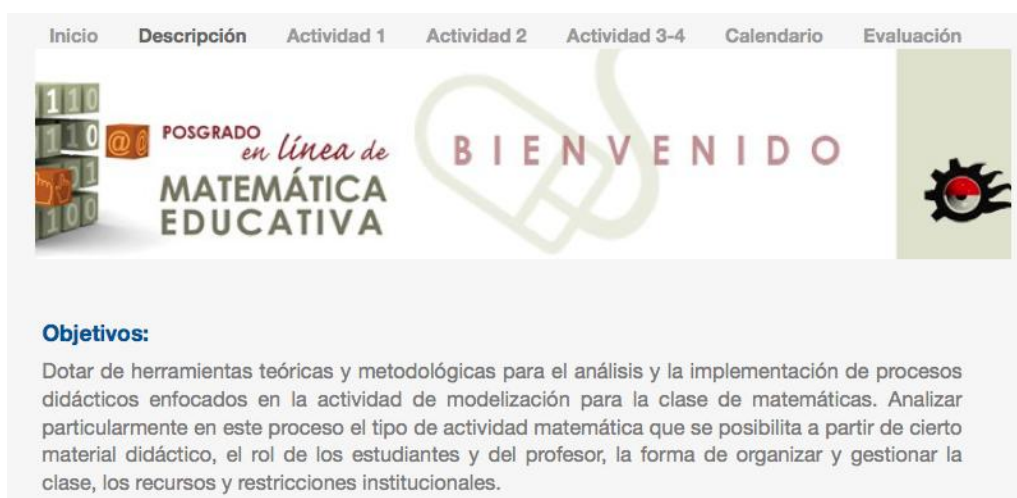 Inicio Descripción Actividad 1 Actividad 2 Actividad 3-4 Calendario Evaluación
110
110 @ @
11
100
POSGRADO
en línea de
MATEMÁTICA
EDUCATIVA
BIENVENIDO
Objetivos:
Dotar de herramientas teóricas y metodológicas para el análisis y la implementación de procesos
didácticos enfocados en la actividad de modelización para la clase de matemáticas. Analizar
particularmente en este proceso el tipo de actividad matemática que se posibilita a partir de cierto
material didáctico, el rol de los estudiantes y del profesor, la forma de organizar y gestionar la
clase, los recursos y restricciones institucionales.